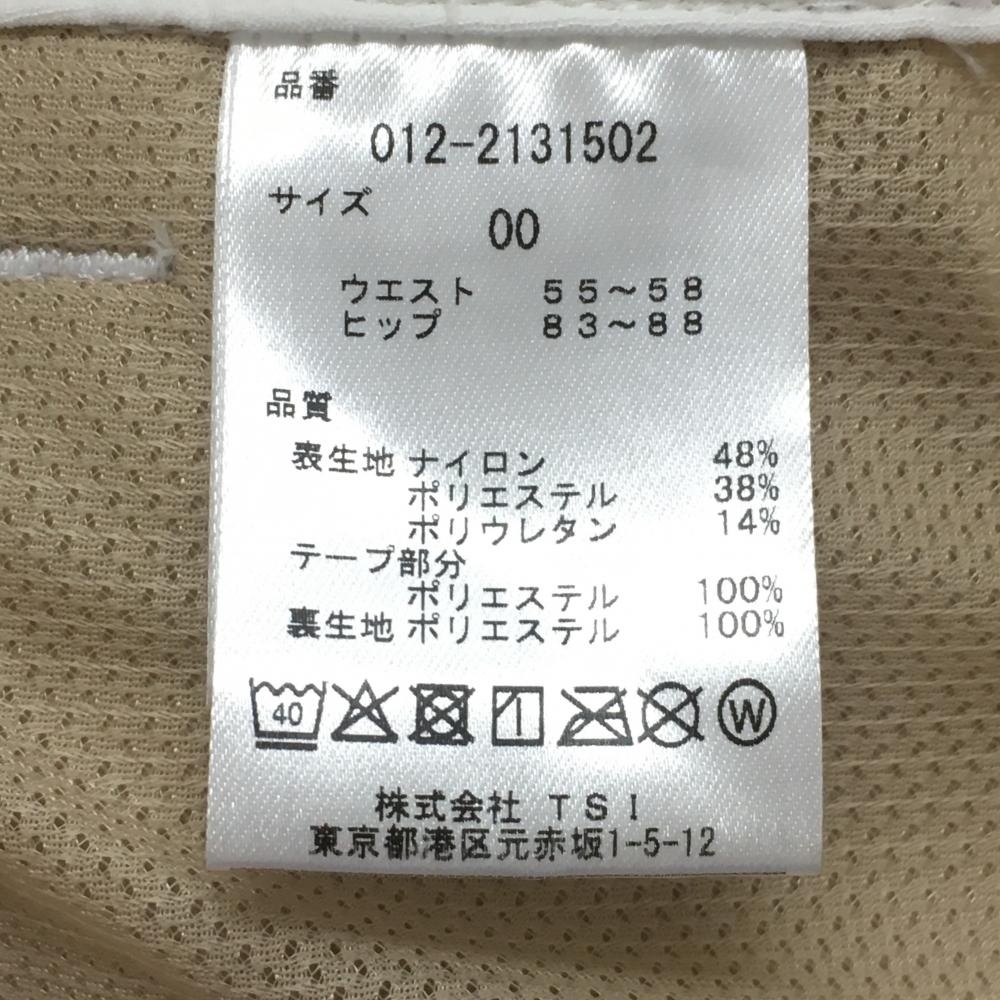 品番
012-2131502
サイズ
00
ウエスト 55～58
ヒップ 83～88
品質
表生地 ナイロン 48%
ポリエステル 38%
ポリウレタン 14%
テープ部分
ポリエステル 100%
裏生地 ポリエステル 100%
40 W
株式会社 TSI
東京都港区元赤坂1-5-12